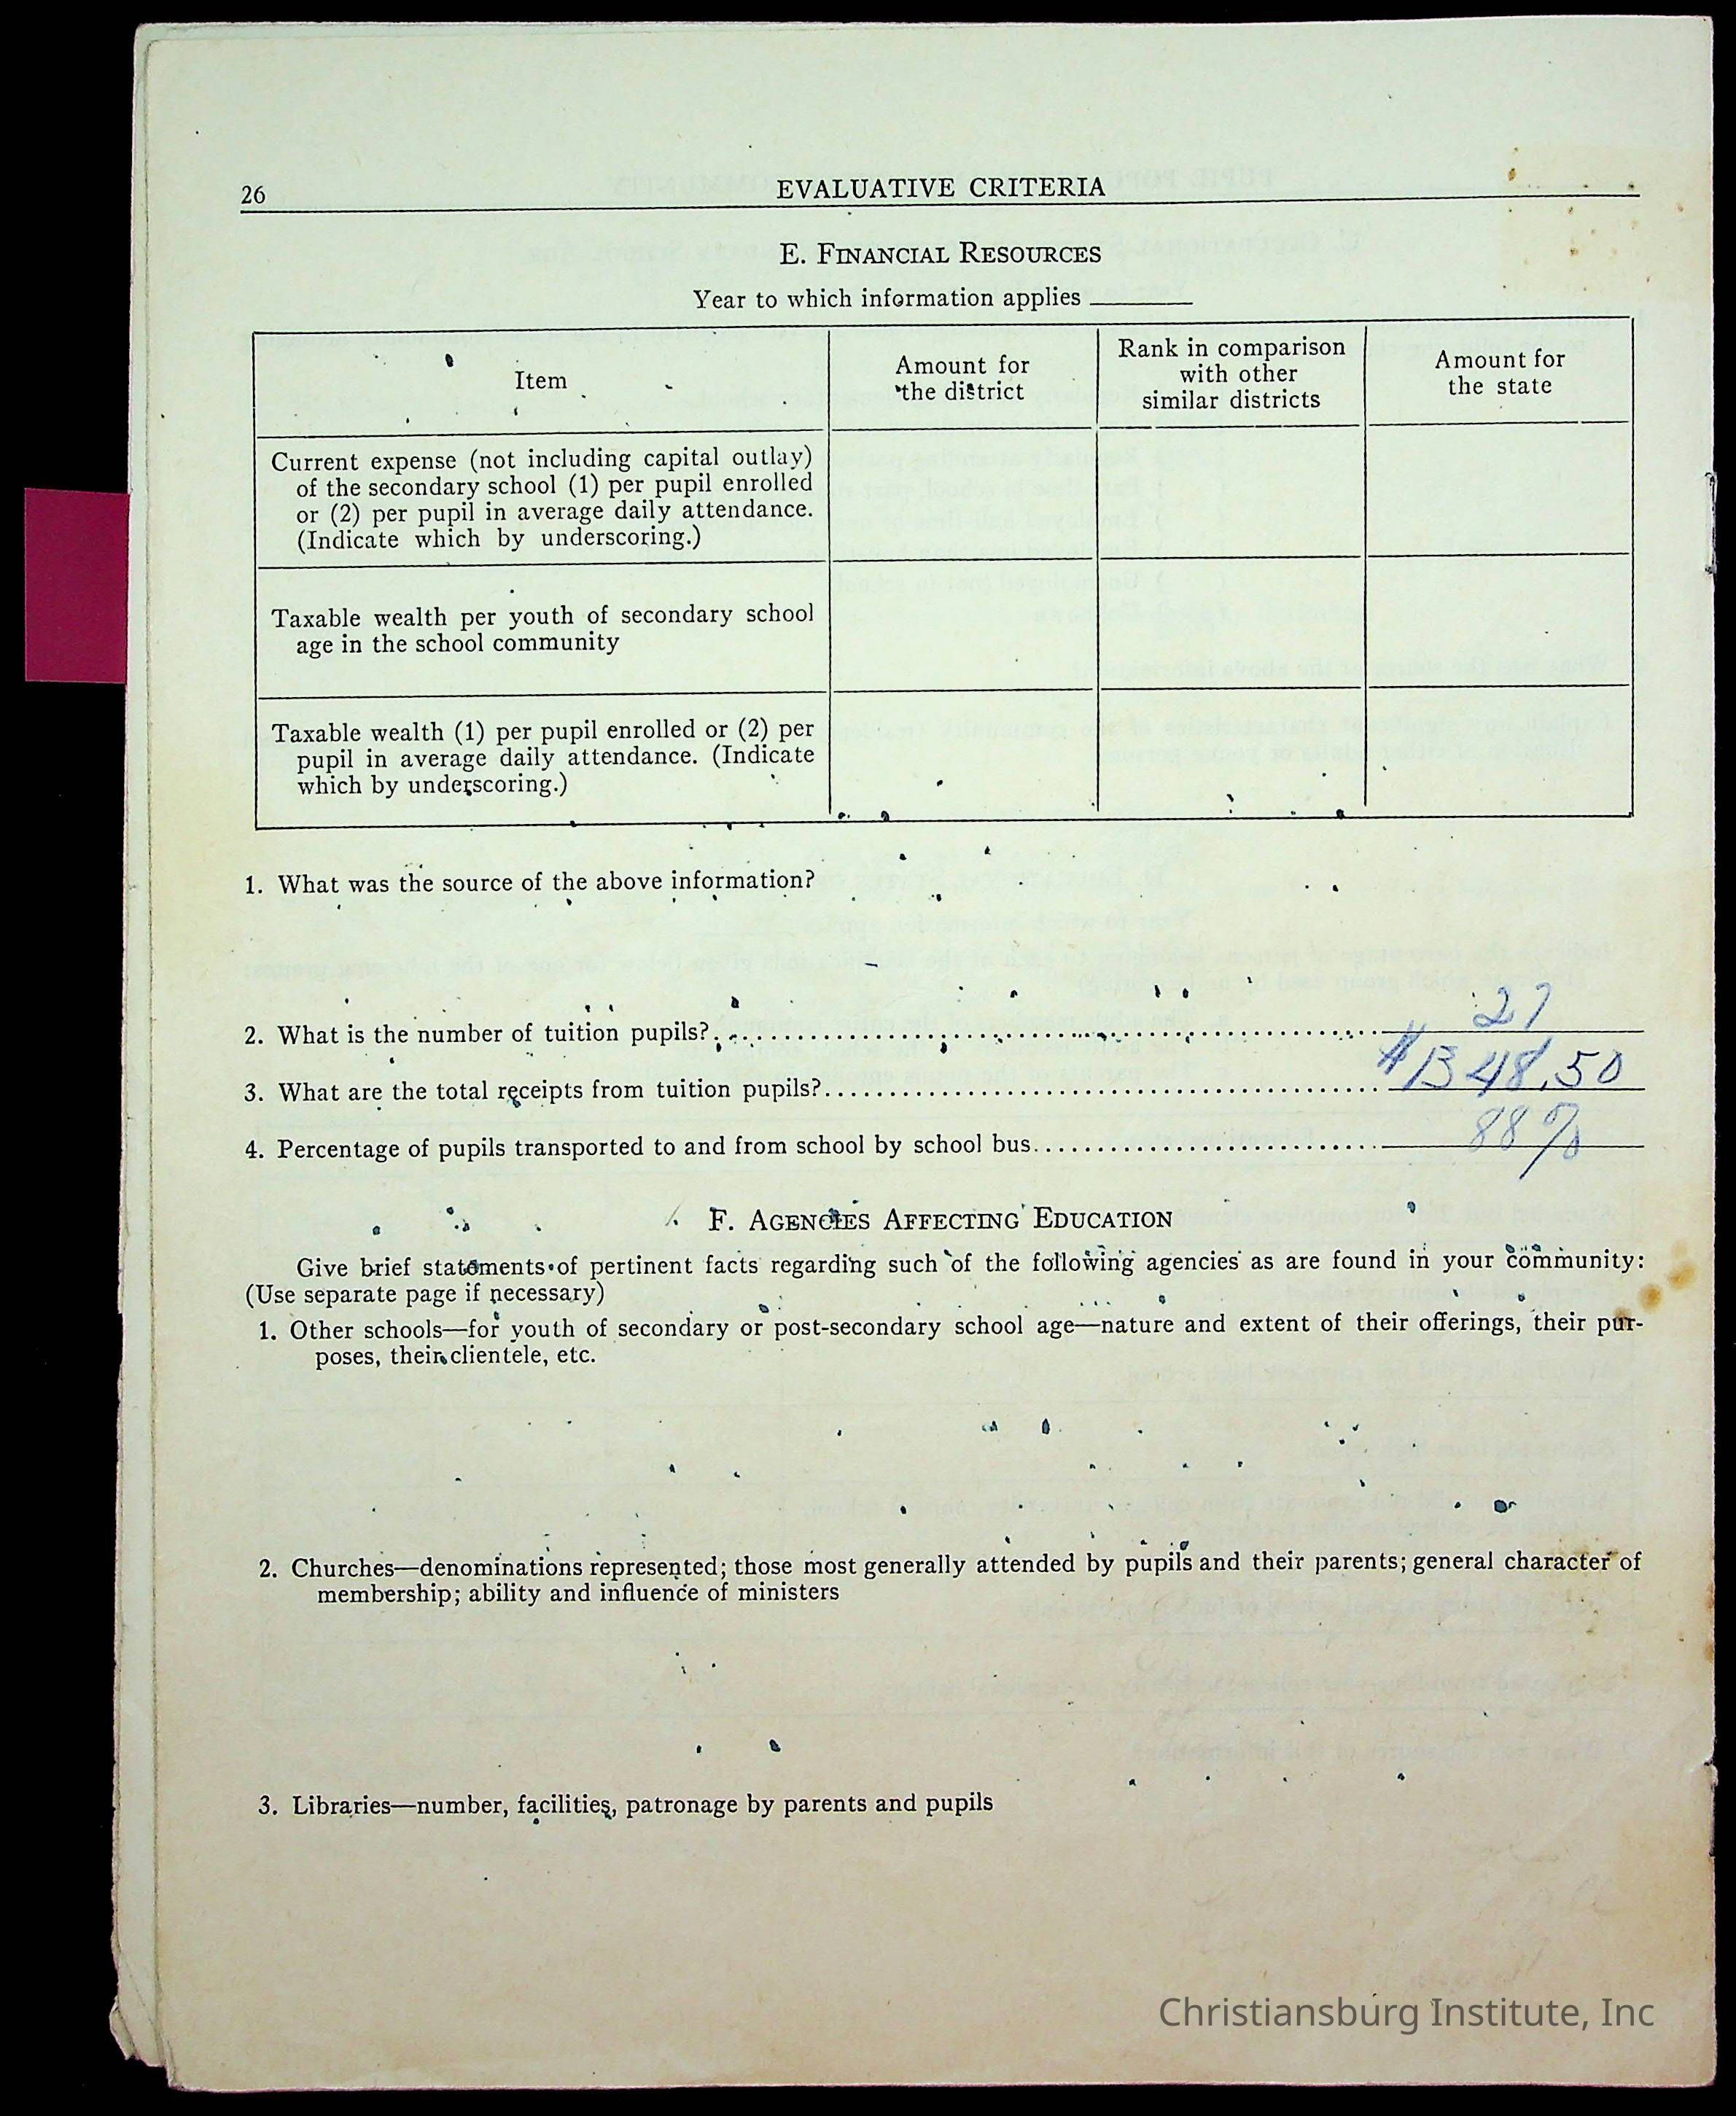 26
EVALUATIVE CRITERIA
E. FINANCIAL RESOURCES
Year to which information applies
Item
Amount for
the district
Rank in comparison
with other
similar districts
Amount for
the state
Current expense (not including capital outlay)
of the secondary school (1) per pupil enrolled
or (2) per pupil in average daily attendance.
(Indicate which by underscoring.)
Taxable wealth per youth of secondary school
age in the school community
Taxable wealth (1) per pupil enrolled or (2) per
pupil in average daily attendance. (Indicate
which by underscoring.)
1. What was the source of the above information?
2. What is the number of tuition pupils? 27
3. What are the total receipts from tuition pupils? $1348.50
4. Percentage of pupils transported to and from school by school bus 88%
F. AGENCIES AFFECTING EDUCATION
Give brief statements of pertinent facts regarding such of the following agencies as are found in your community:
(Use separate page if necessary)
1. Other schools—for youth of secondary or post-secondary school age—nature and extent of their offerings, their pur-
poses, their clientele, etc.
2. Churches—denominations represented; those most generally attended by pupils and their parents; general character of
membership; ability and influence of ministers
3. Libraries—number, facilities, patronage by parents and pupils
Christiansburg Institute, Inc